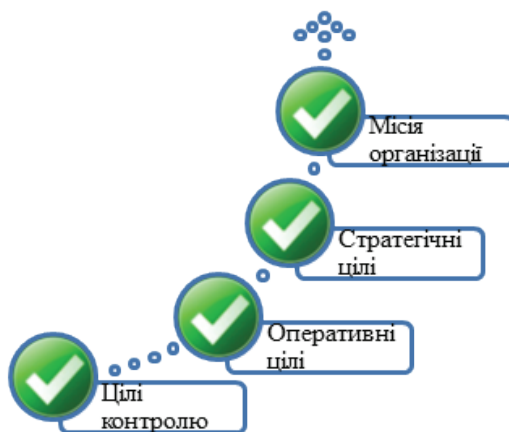 Місія
організації
Стратегічні
цілі
Оперативні
цілі
Цілі
контролю